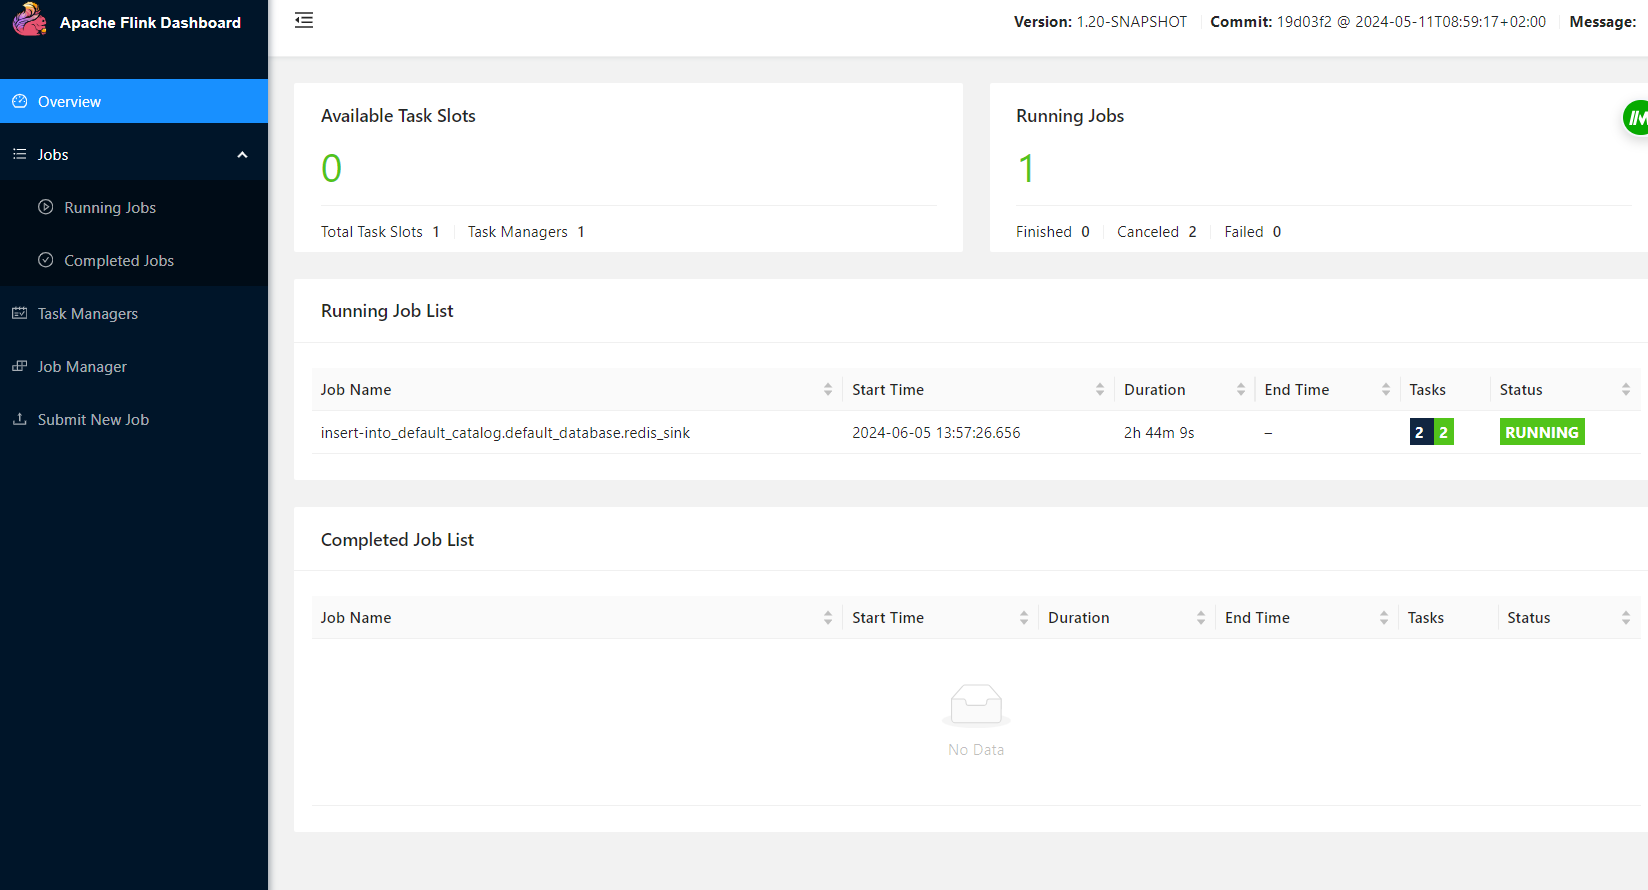 Apache Flink Dashboard
Version: 1.20-SNAPSHOT Commit: 19d03f2 @ 2024-05-11T08:59:17+02:00 Message:
Overview
Jobs
Running Jobs
Completed Jobs
Task Managers
Job Manager
Submit New Job
Available Task Slots
0
Total Task Slots 1 Task Managers 1
Running Jobs
1
Finished 0 Canceled 2 Failed 0
Running Job List
Job Name Start Time Duration End Time Tasks Status
insert-into_default_catalog.default_database.redis_sink 2024-06-05 13:57:26.656 2h 44m 9s – 2 2 RUNNING
Completed Job List
Job Name Start Time Duration End Time Tasks Status
No Data